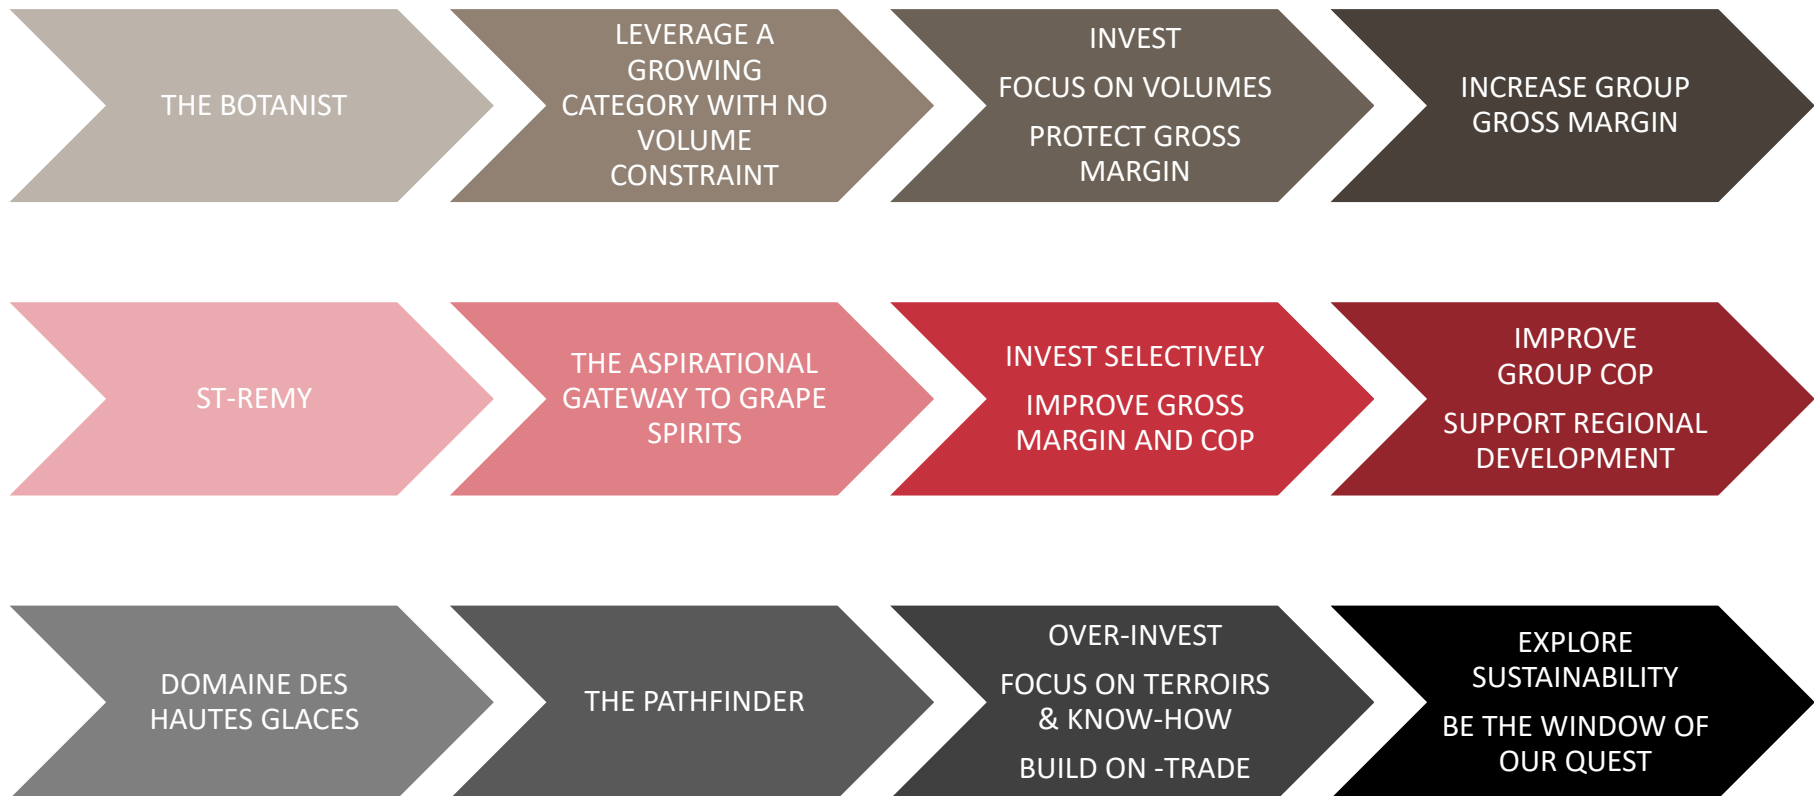 THE BOTANIST
LEVERAGE A
GROWING
CATEGORY WITH NO
VOLUME
CONSTRAINT
INVEST
FOCUS ON VOLUMES
PROTECT GROSS
MARGIN
INCREASE GROUP
GROSS MARGIN
ST-REMY
THE ASPIRATIONAL
GATEWAY TO GRAPE
SPIRITS
INVEST SELECTIVELY
IMPROVE GROSS
MARGIN AND COP
IMPROVE
GROUP COP
SUPPORT REGIONAL
DEVELOPMENT
DOMAINE DES
HAUTES GLACES
THE PATHFINDER
OVER-INVEST
FOCUS ON TERROIRS
& KNOW-HOW
BUILD ON -TRADE
EXPLORE
SUSTAINABILITY
BE THE WINDOW OF
OUR QUEST